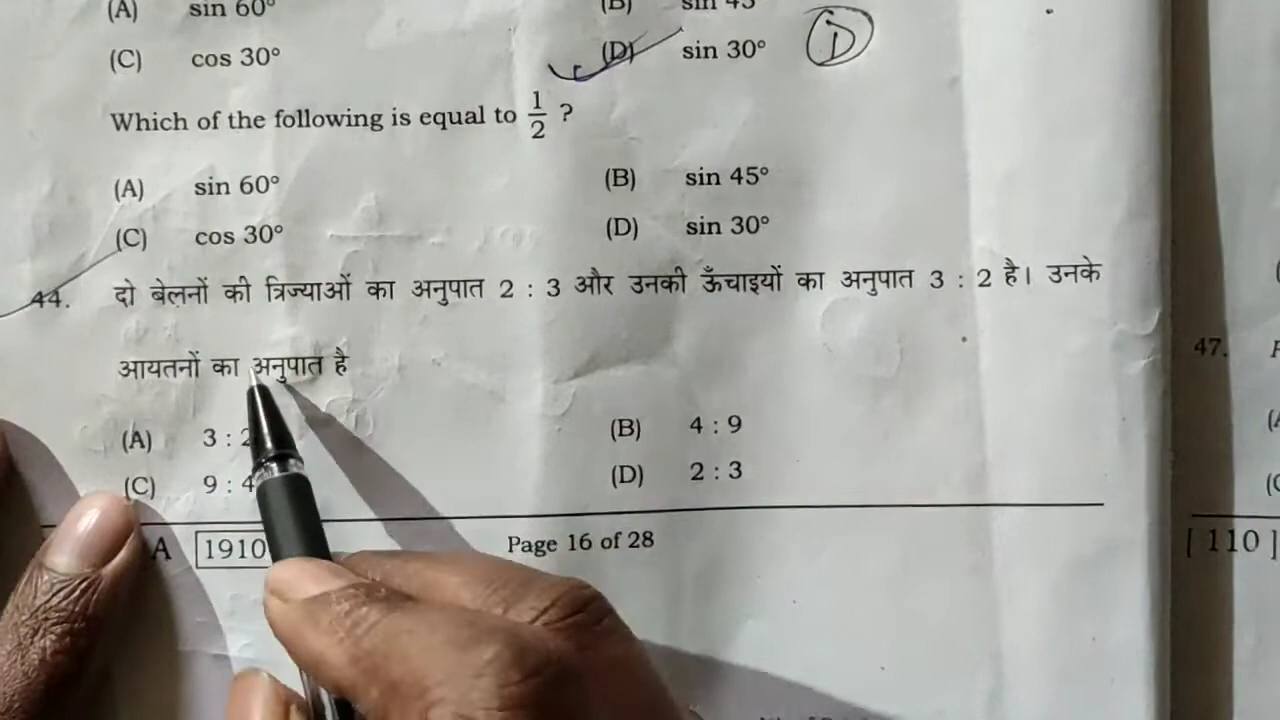 (A) sin 60° (B) sin 45°
(C) cos 30° (D) sin 30° D
Which of the following is equal to 1/2 ?
(A) sin 60° (B) sin 45°
(C) cos 30° (D) sin 30°
44. दो बेलनों की त्रिज्याओं का अनुपात 2 : 3 और उनकी ऊँचाइयों का अनुपात 3 : 2 है। उनके
आयतनों का अनुपात है
(A) 3 : 2 (B) 4 : 9
(C) 9 : 4 (D) 2 : 3
A 1910 Page 16 of 28
47.
[ 110 ]